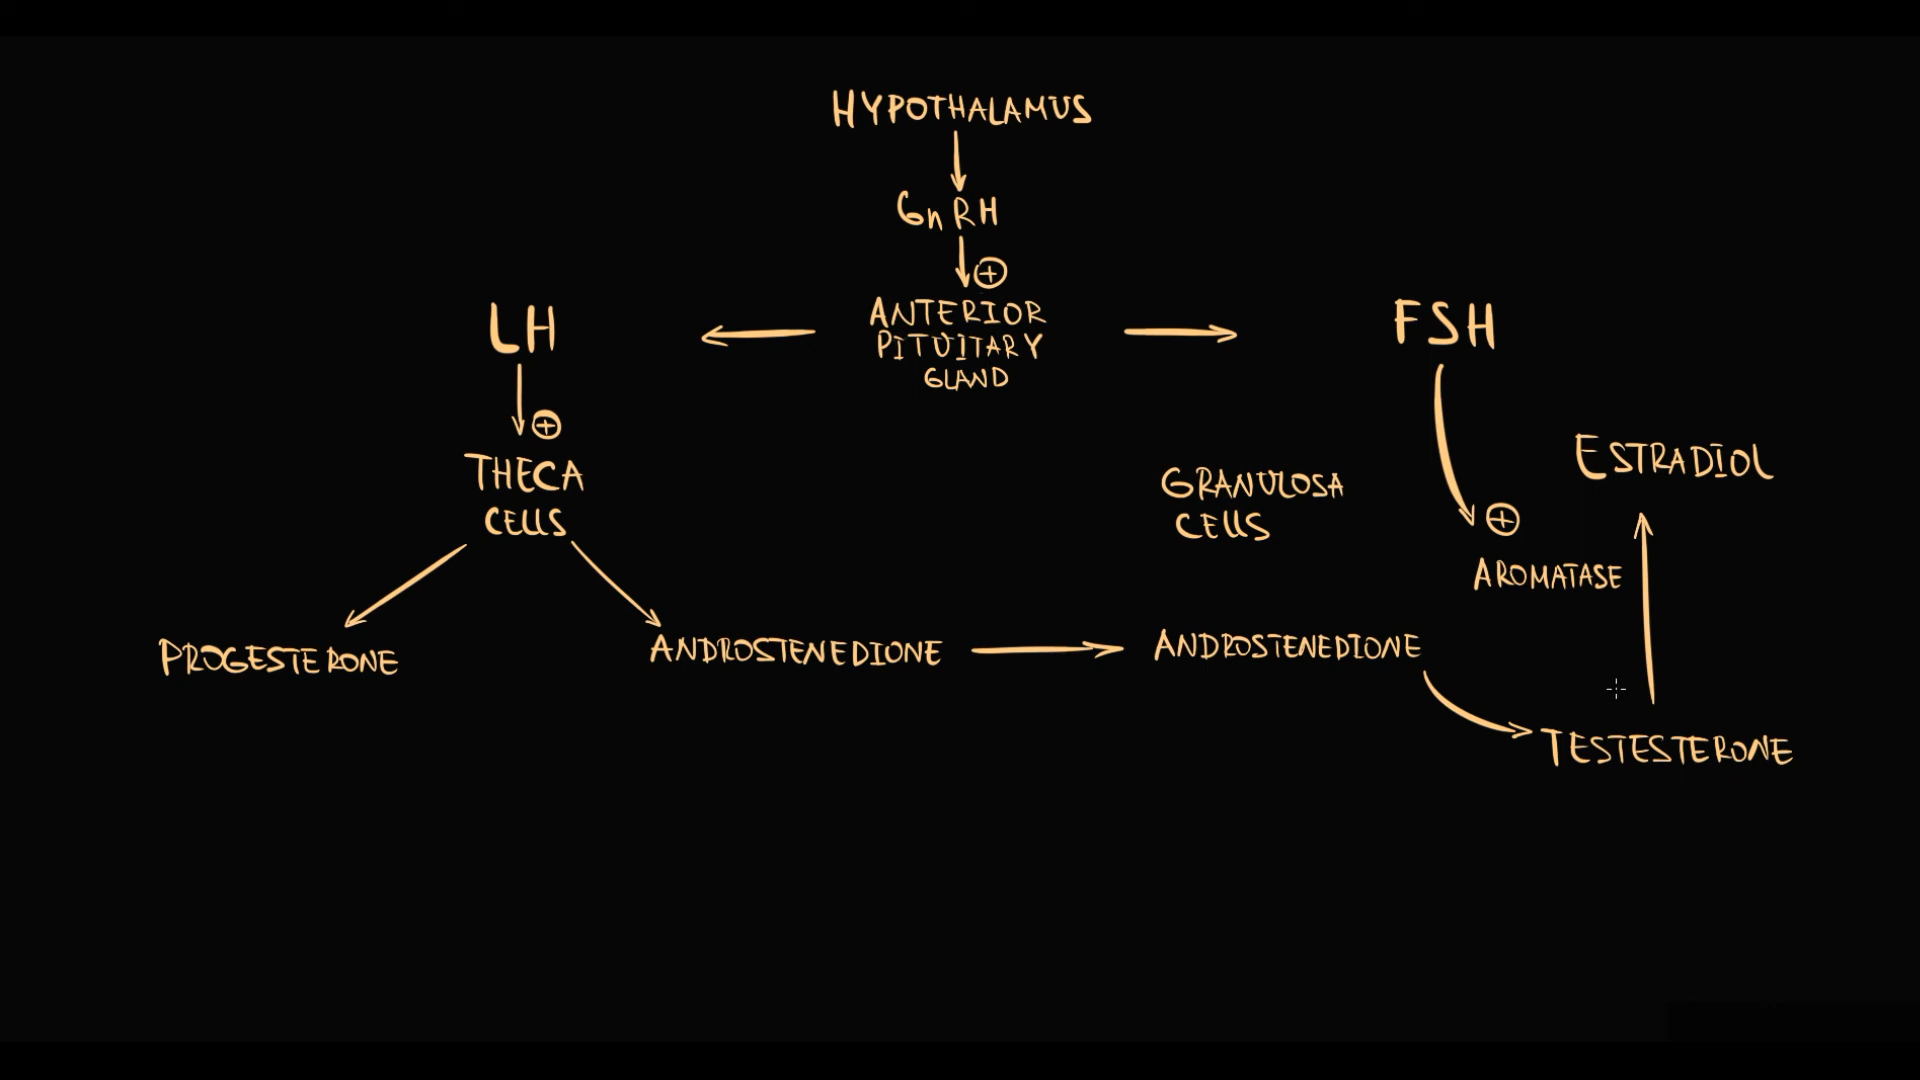 HYPOTHALAMUS
GnRH
+
LH
ANTERIOR
PITUITARY
GLAND
FSH
+
THECA
CELLS
GRANULOSA
CELLS
ESTRADIOL
+
AROMATASE
PROGESTERONE
ANDROSTENEDIONE
ANDROSTENEDIONE
TESTESTERONE